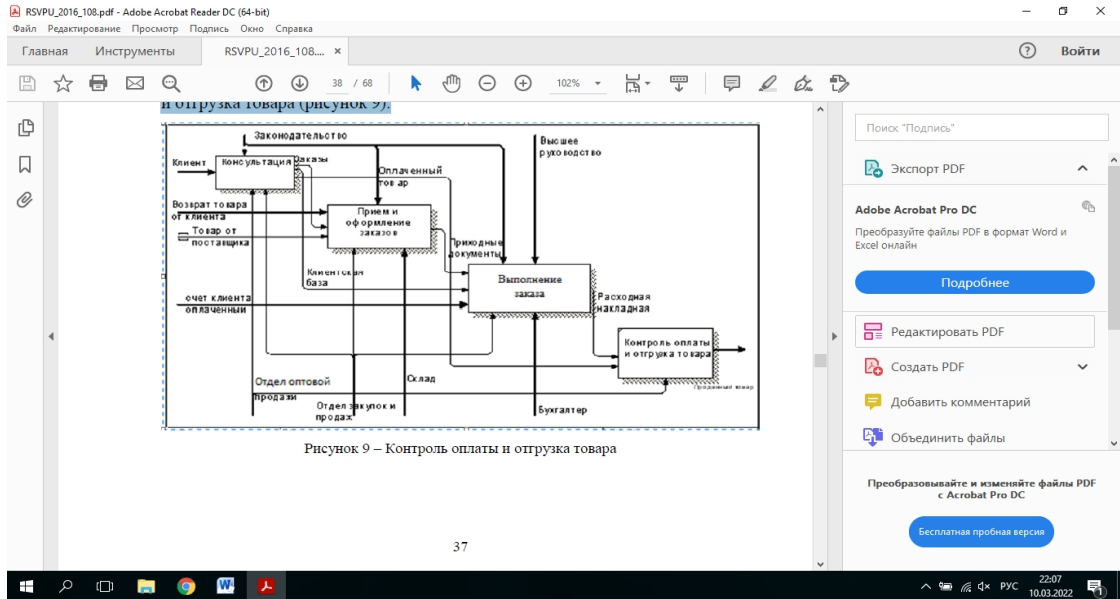 RSVPU_2016_108.pdf - Adobe Acrobat Reader DC (64-bit)
Файл Редактирование Просмотр Подпись Окно Справка
Главная Инструменты RSVPU_2016_108.... ×
Войти
38 / 68
102%
и отгрузка товара (рисунок 9).
Законодательство
Высшее
руководство
Клиент
Консультация
Заказы
Оплаченный
товар
Возврат товара
от клиента
Прием и
оформление
заказов
Товар от
поставщика
Приходные
документы
Клиентская
база
Выполнение
заказа
счет клиента
оплаченный
Расходная
накладная
Контроль оплаты
и отгрузка товара
Проданный товар
Отдел оптовой
продажи
Склад
Отдел закупок и
продаж
Бухгалтер
Рисунок 9 – Контроль оплаты и отгрузка товара
37
Поиск "Подпись"
Экспорт PDF
Adobe Acrobat Pro DC
Преобразуйте файлы PDF в формат Word и
Excel онлайн
Подробнее
Редактировать PDF
Создать PDF
Добавить комментарий
Объединить файлы
Преобразовывайте и изменяйте файлы PDF
с Acrobat Pro DC
Бесплатная пробная версия
РУС
22:07
10.03.2022
1